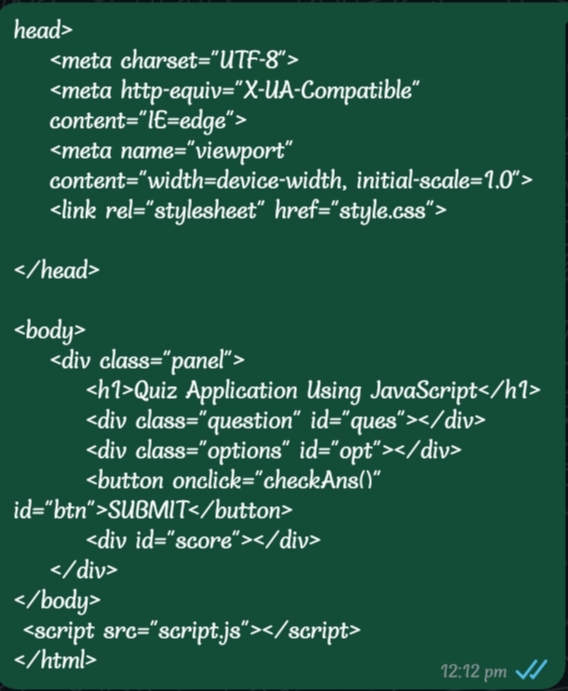 head>
<meta charset="UTF-8">
<meta http-equiv="X-UA-Compatible"
content="IE=edge">
<meta name="viewport"
content="width=device-width, initial-scale=1.0">
<link rel="stylesheet" href="style.css">
</head>
<body>
<div class="panel">
<h1>Quiz Application Using JavaScript</h1>
<div class="question" id="ques"></div>
<div class="options" id="opt"></div>
<button onclick="checkAns()"
id="btn">SUBMIT</button>
<div id="score"></div>
</div>
</body>
<script src="script.js"></script>
</html>
12:12 pm